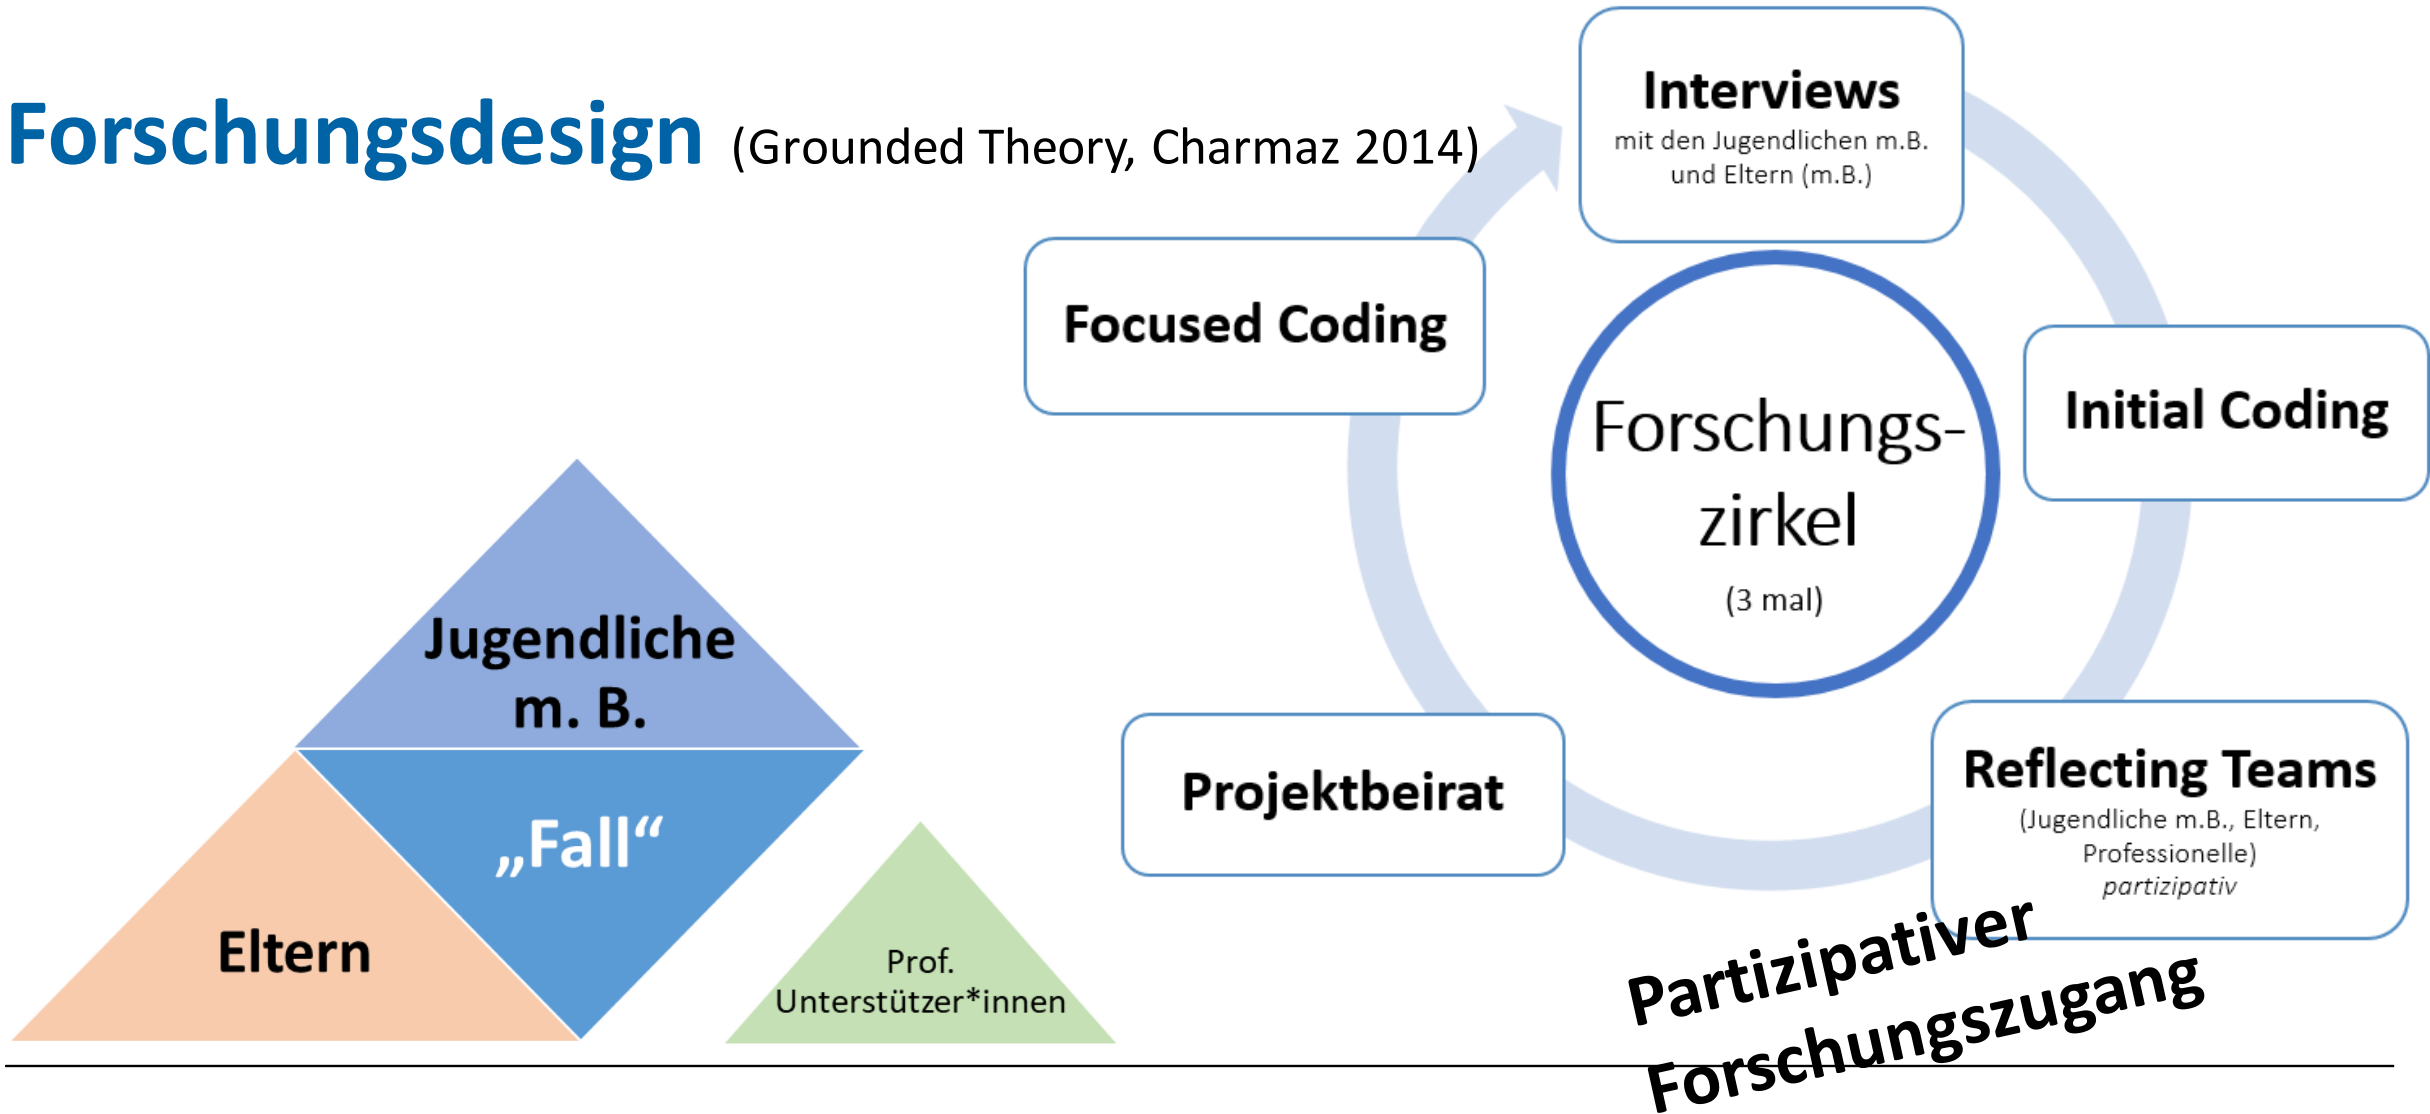 Forschungsdesign (Grounded Theory, Charmaz 2014)
Interviews
mit den Jugendlichen m.B.
und Eltern (m.B.)
Initial Coding
Reflecting Teams
(Jugendliche m.B., Eltern,
Professionelle)
partizipativ
Projektbeirat
Focused Coding
Forschungs-
zirkel
(3 mal)
Jugendliche
m. B.
„Fall“
Eltern
Prof.
Unterstützer*innen
Partizipativer
Forschungszugang